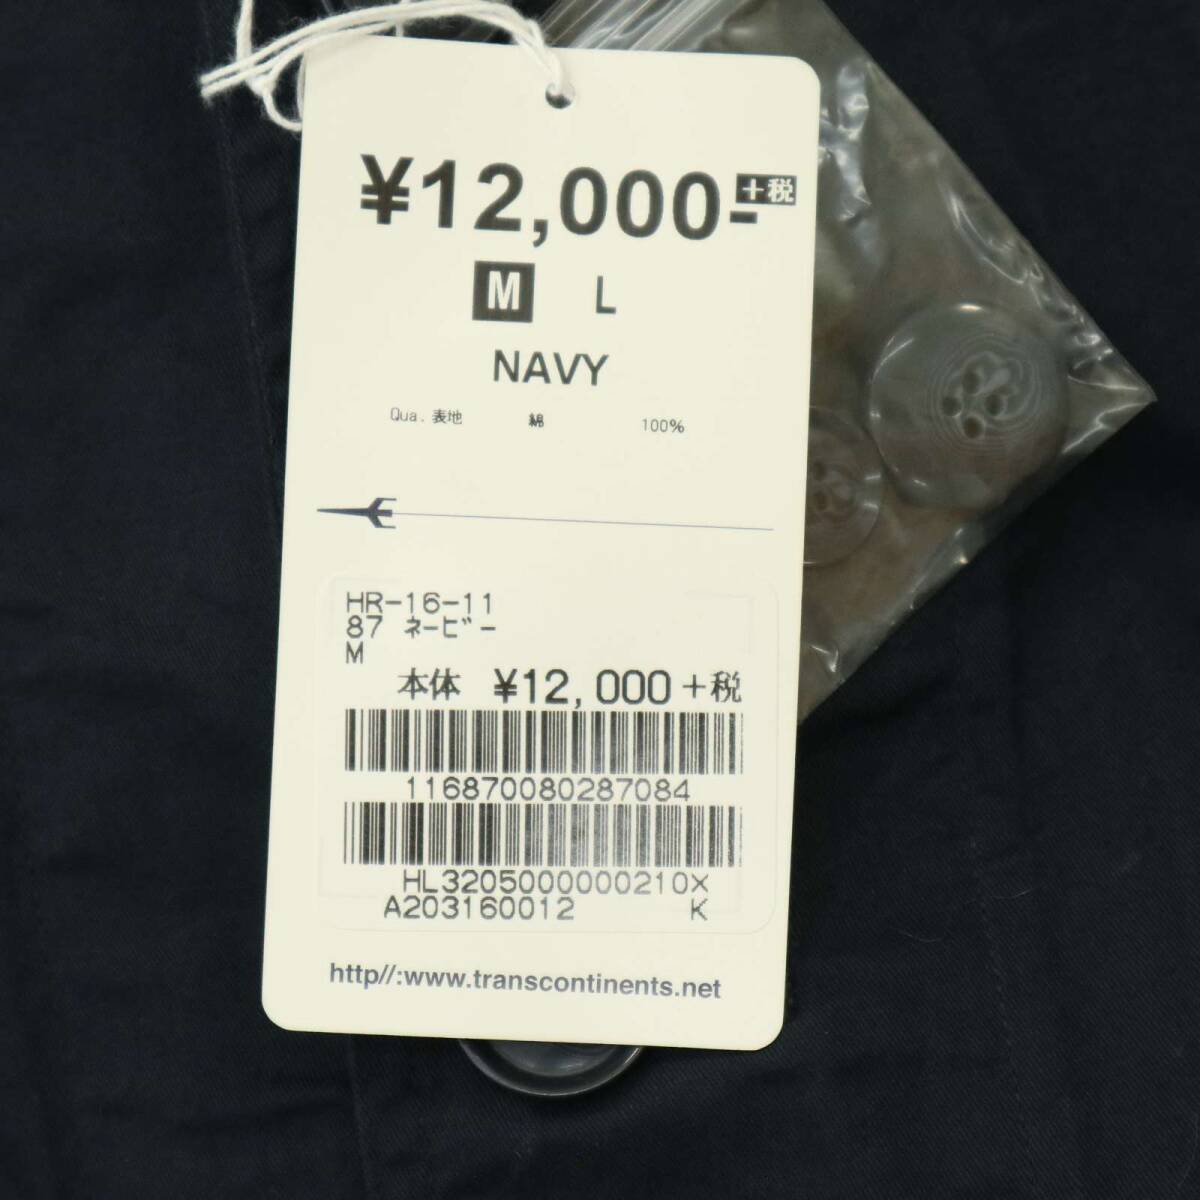 ¥12,000- +税
M L
NAVY
Qua. 表地 綿 100%
HR-16-11
87 ネービー
M
本体 ¥12,000+税
116870080287084
HL3205000000210X
A203160012 K
http//:www.transcontinents.net